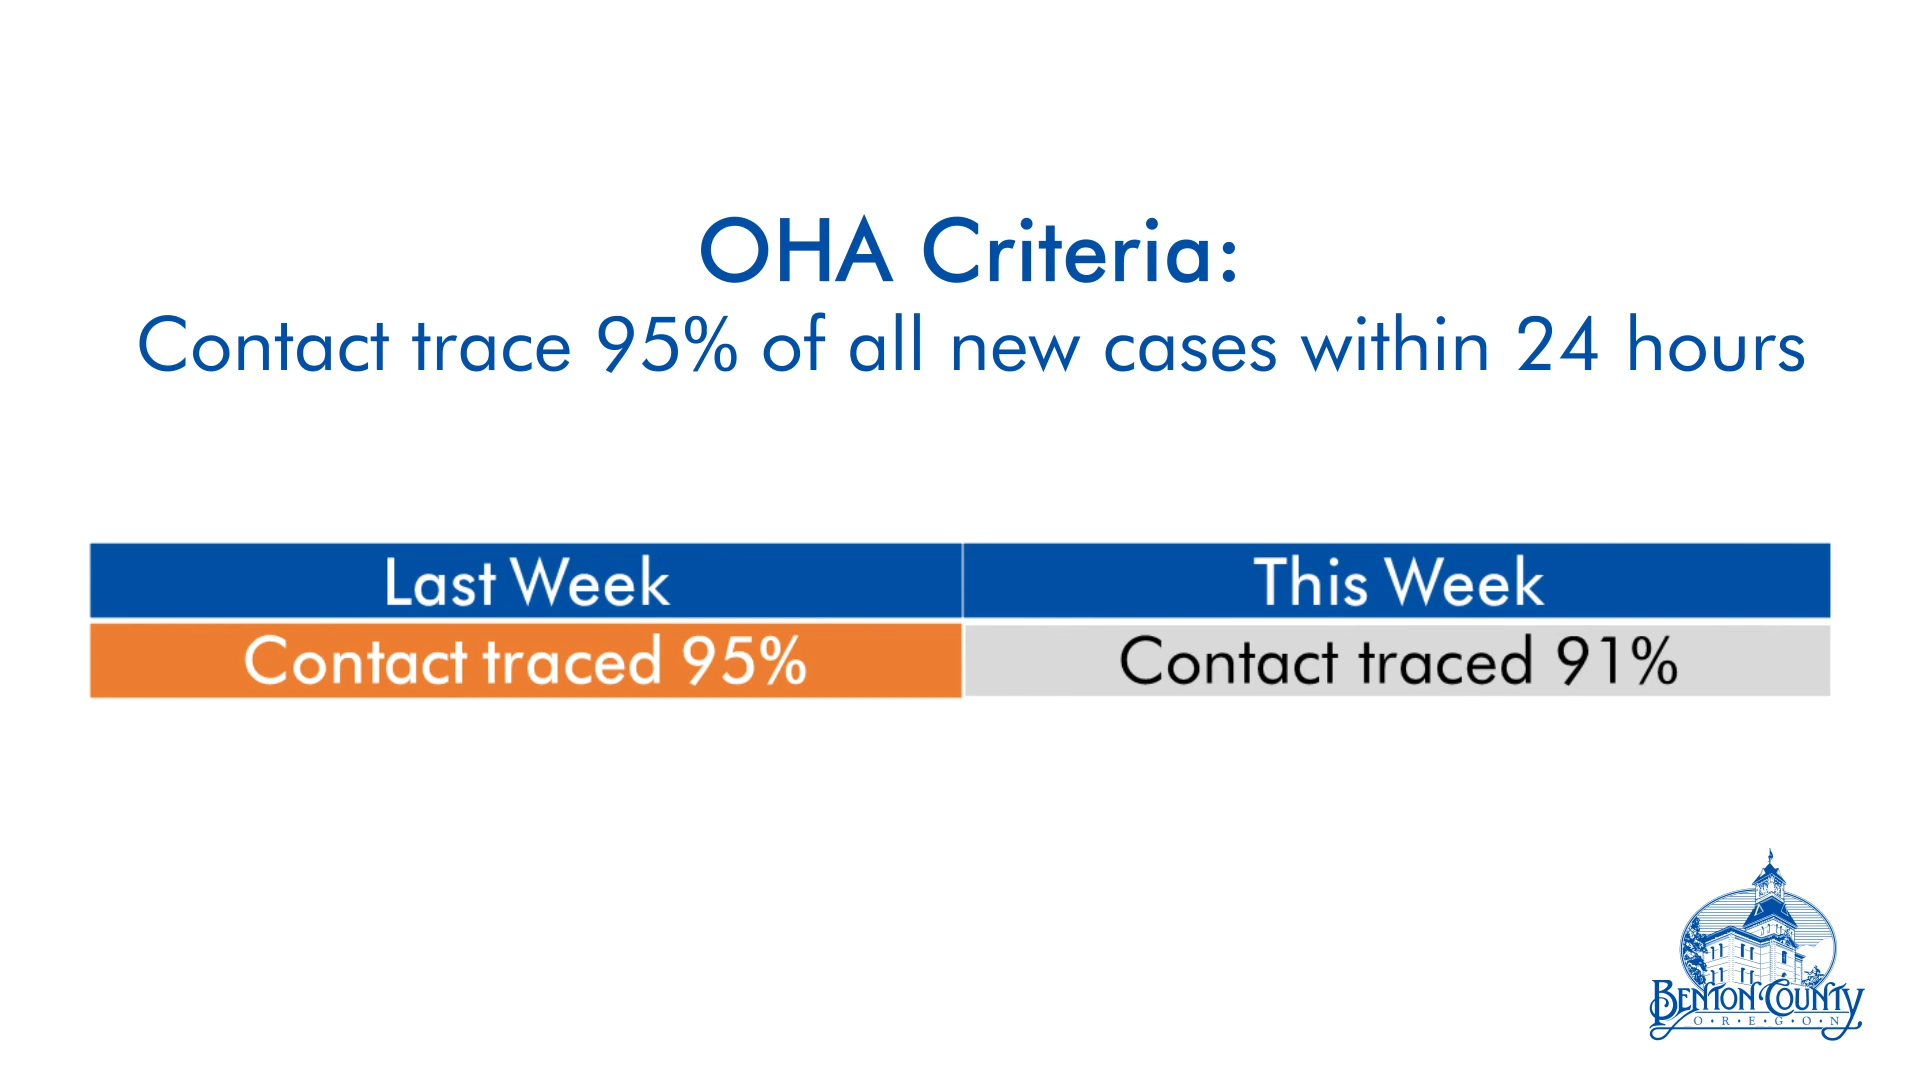 OHA Criteria:
Contact trace 95% of all new cases within 24 hours
Last Week
This Week
Contact traced 95%
Contact traced 91%
BENTON COUNTY
O•R•E•G•O•N